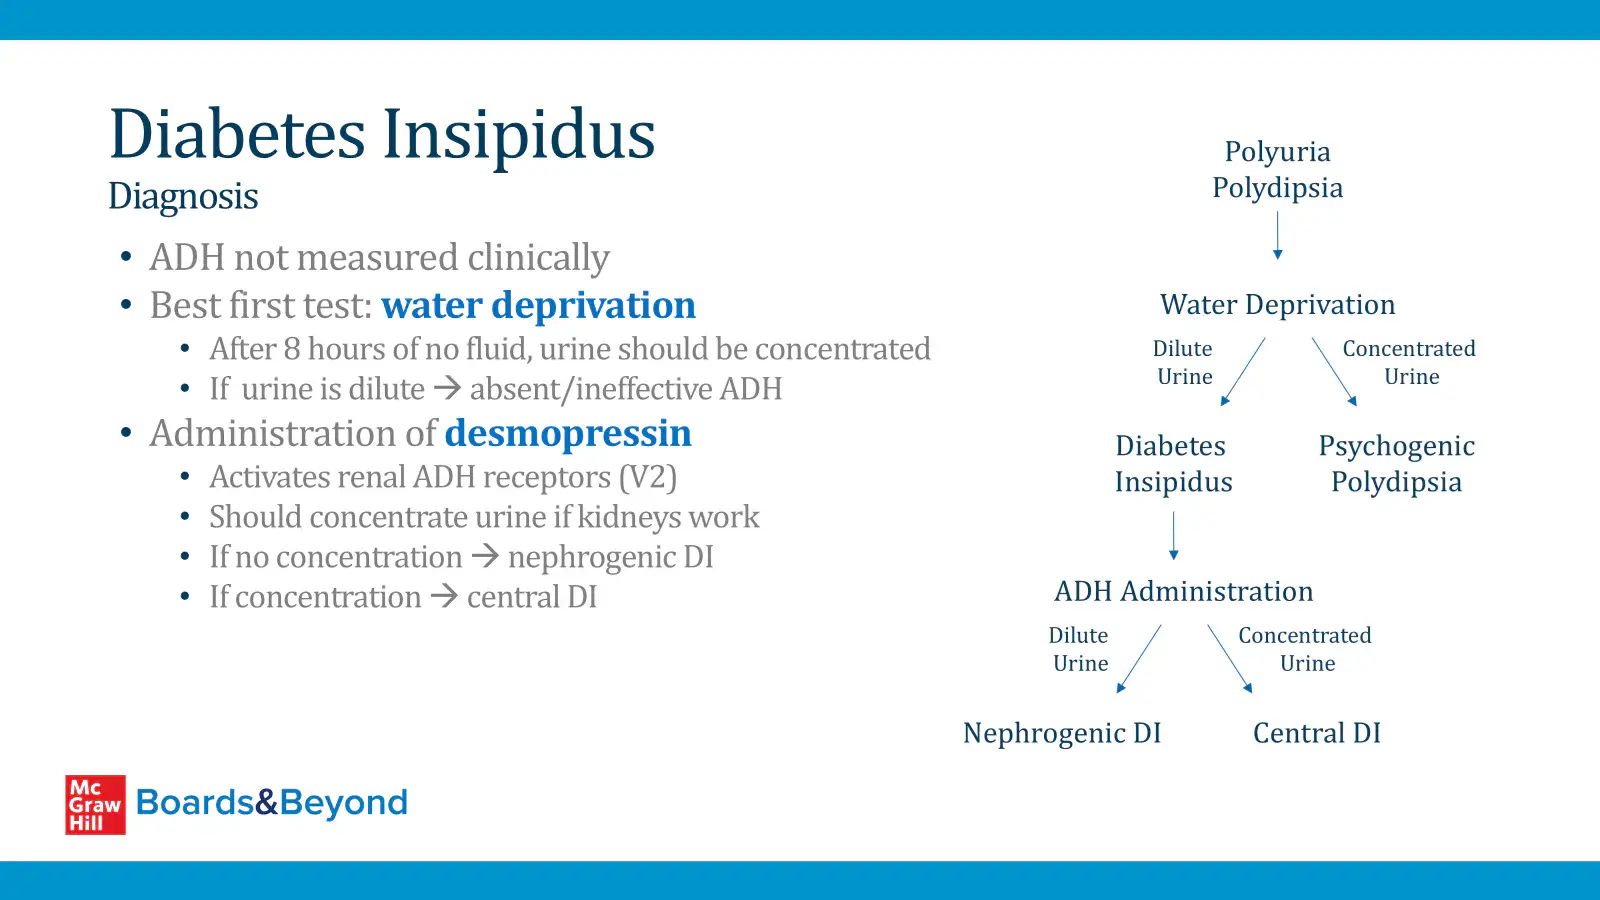 Diabetes Insipidus
Diagnosis
• ADH not measured clinically
• Best first test: water deprivation
• After 8 hours of no fluid, urine should be concentrated
• If urine is dilute → absent/ineffective ADH
• Administration of desmopressin
• Activates renal ADH receptors (V2)
• Should concentrate urine if kidneys work
• If no concentration → nephrogenic DI
• If concentration → central DI
Polyuria
Polydipsia
Water Deprivation
Dilute
Urine
Concentrated
Urine
Diabetes
Insipidus
Psychogenic
Polydipsia
ADH Administration
Dilute
Urine
Concentrated
Urine
Nephrogenic DI
Central DI
Mc
Graw
Hill
Boards&Beyond